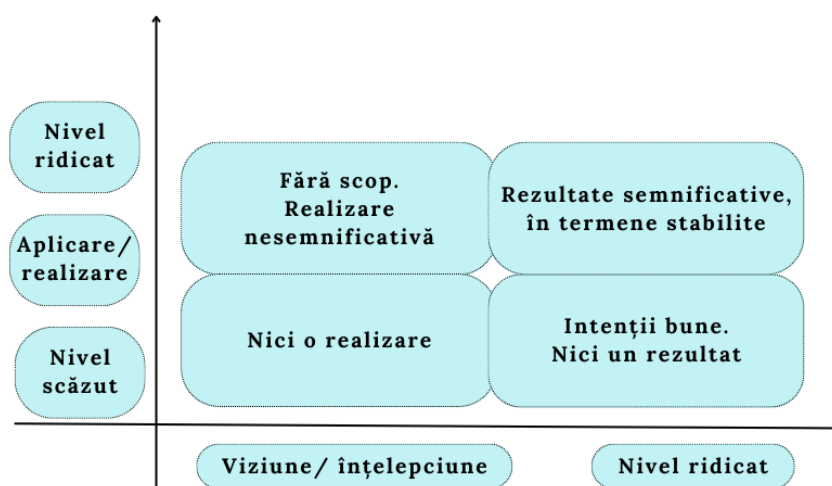 Nivel
ridicat
Fără scop.
Realizare
nesemnificativă
Rezultate semnificative,
în termene stabilite
Aplicare/
realizare
Nivel
scăzut
Nici o realizare
Intenții bune.
Nici un rezultat
Viziune/ înțelepciune
Nivel ridicat